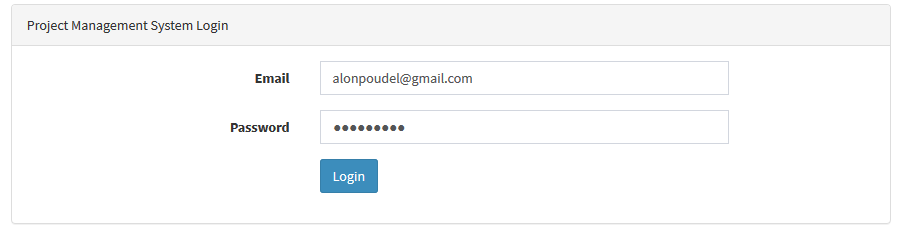 Project Management System Login
Email alonpoudel@gmail.com
Password ●●●●●●●●●
Login